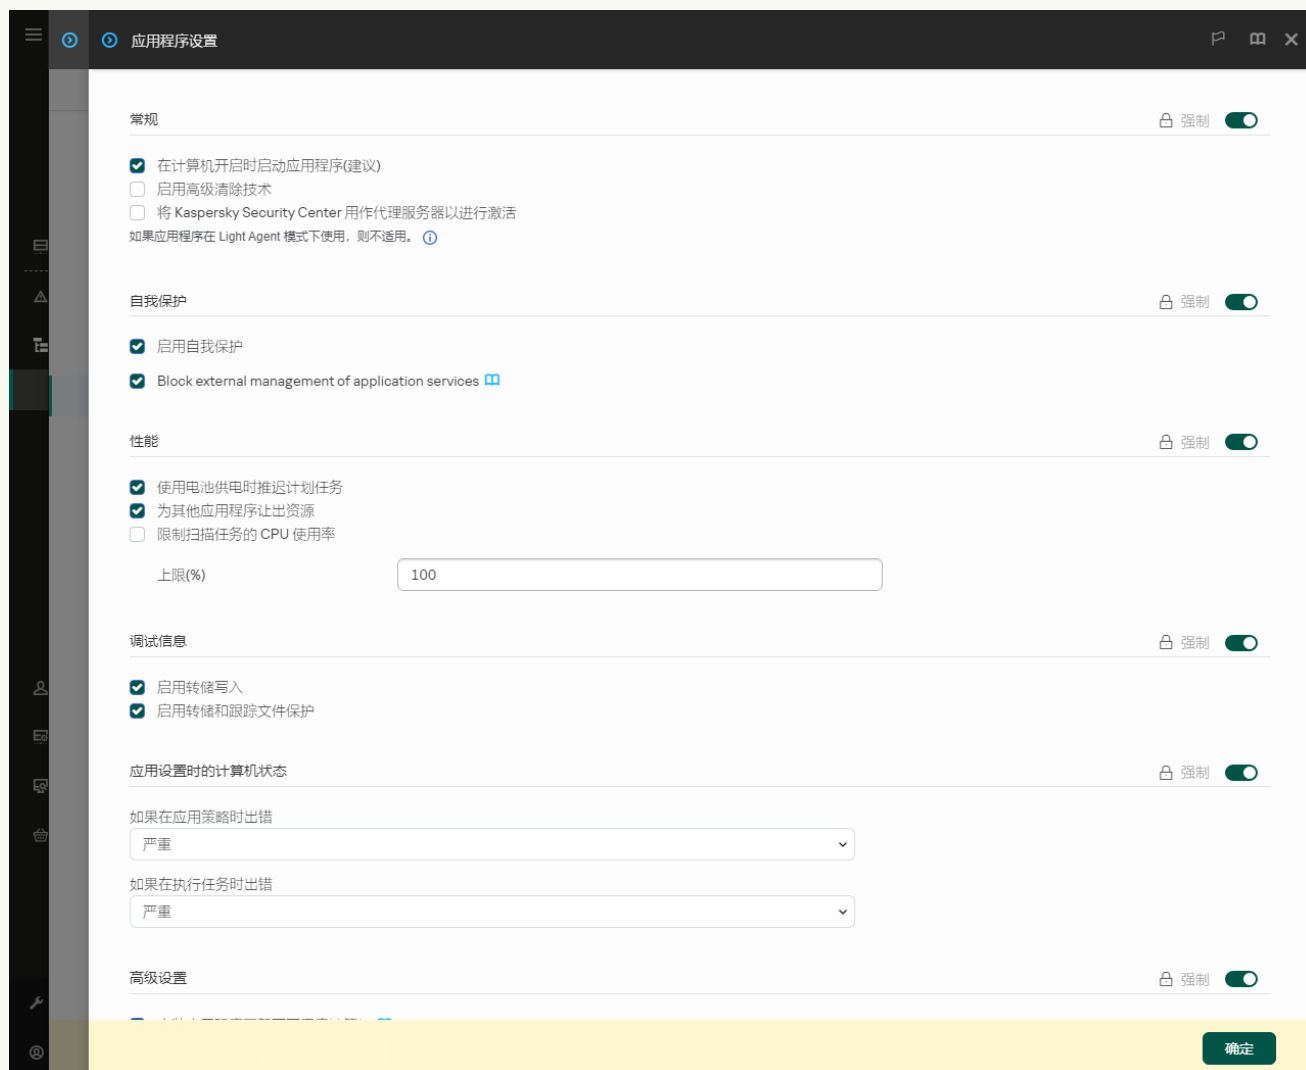 应用程序设置
常规
强制
在计算机开启时启动应用程序(建议)
启用高级清除技术
将 Kaspersky Security Center 用作代理服务器以进行激活
如果应用程序在 Light Agent 模式下使用，则不适用。
自我保护
强制
启用自我保护
Block external management of application services
性能
强制
使用电池供电时推迟计划任务
为其他应用程序让出资源
限制扫描任务的 CPU 使用率
上限(%)
100
调试信息
强制
启用转储写入
启用转储和跟踪文件保护
应用设置时的计算机状态
强制
如果在应用策略时出错
严重
如果在执行任务时出错
严重
高级设置
强制
确定